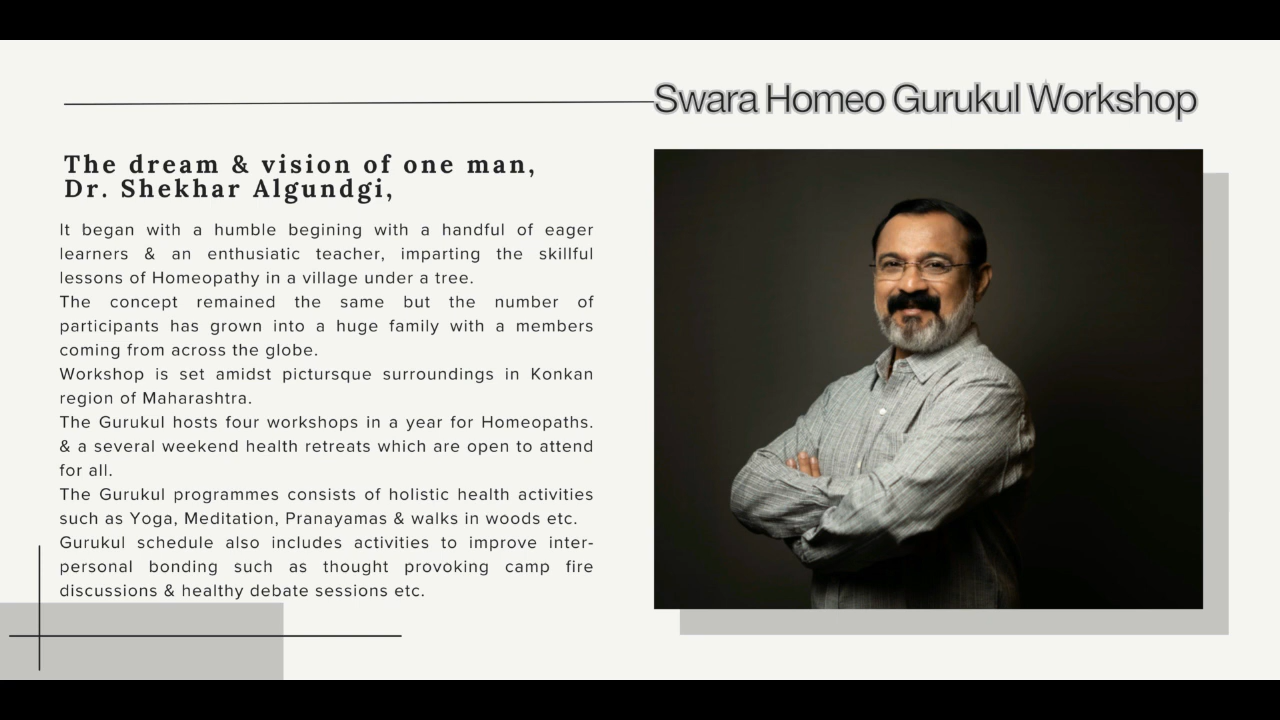 Swara Homeo Gurukul Workshop
The dream & vision of one man,
Dr. Shekhar Algundgi,
It began with a humble begining with a handful of eager
learners & an enthusiatic teacher, imparting the skillful
lessons of Homeopathy in a village under a tree.
The concept remained the same but the number of
participants has grown into a huge family with a members
coming from across the globe.
Workshop is set amidst pictursque surroundings in Konkan
region of Maharashtra.
The Gurukul hosts four workshops in a year for Homeopaths.
& a several weekend health retreats which are open to attend
for all.
The Gurukul programmes consists of holistic health activities
such as Yoga, Meditation, Pranayamas & walks in woods etc.
Gurukul schedule also includes activities to improve inter-
personal bonding such as thought provoking camp fire
discussions & healthy debate sessions etc.